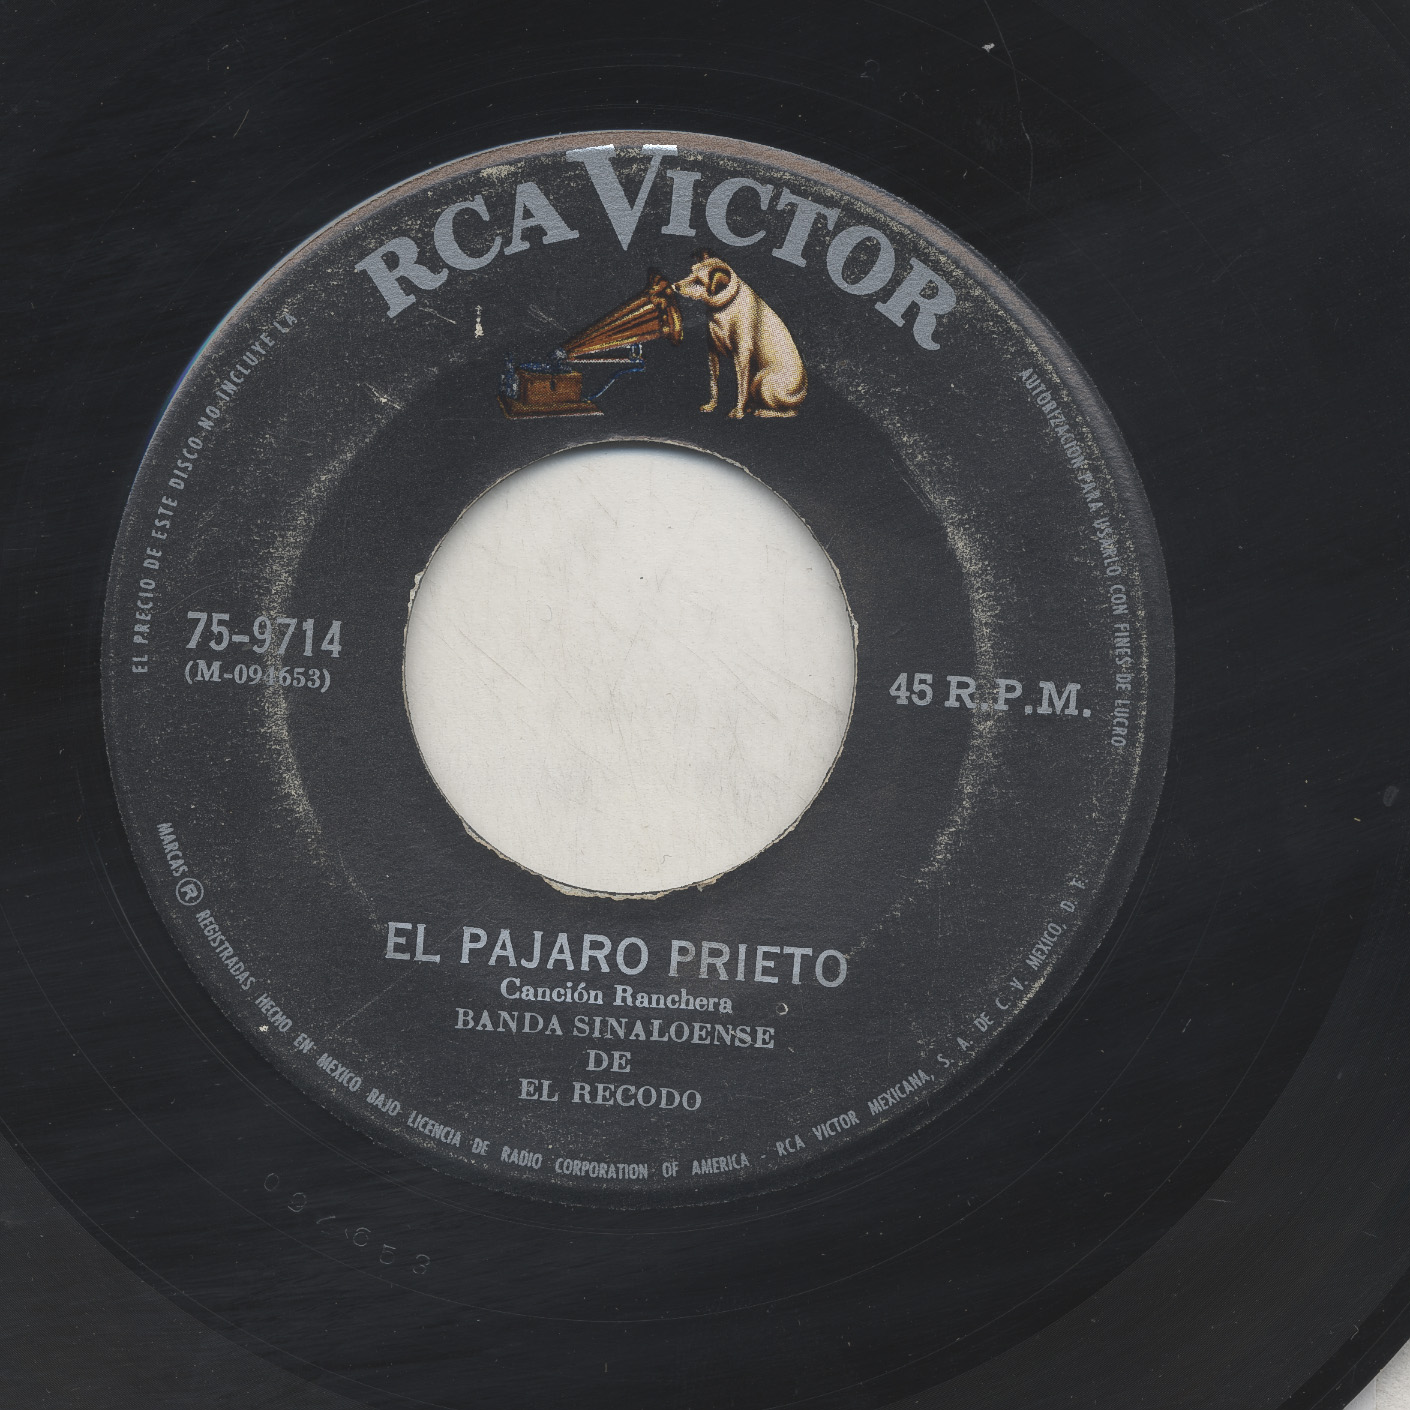 RCA VICTOR
EL PRECIO DE ESTE DISCO NO INCLUYE LA
AUTORIZACION PARA USARLO CON FINES DE LUCRO
75-9714
(M-094653)
45 R.P.M.
EL PAJARO PRIETO
Canción Ranchera
BANDA SINALOENSE
DE
EL RECODO
MARCAS ® REGISTRADAS HECHO EN MEXICO BAJO LICENCIA DE RADIO CORPORATION OF AMERICA - RCA VICTOR MEXICANA, S. A. DE C. V. MEXICO, D. F.